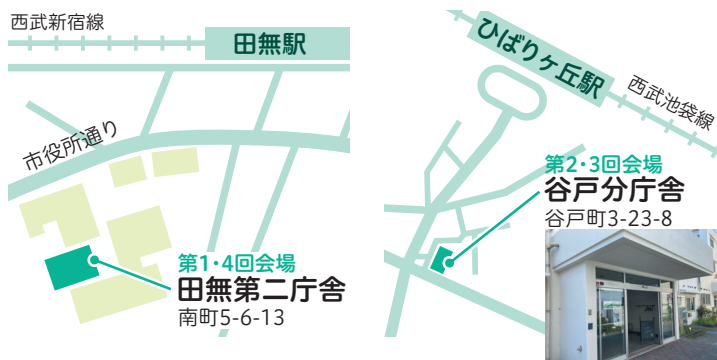 西武新宿線
田無駅
市役所通り
第1・4回会場
田無第二庁舎
南町5-6-13
ひばりヶ丘駅
西武池袋線
第2・3回会場
谷戸分庁舎
谷戸町3-23-8